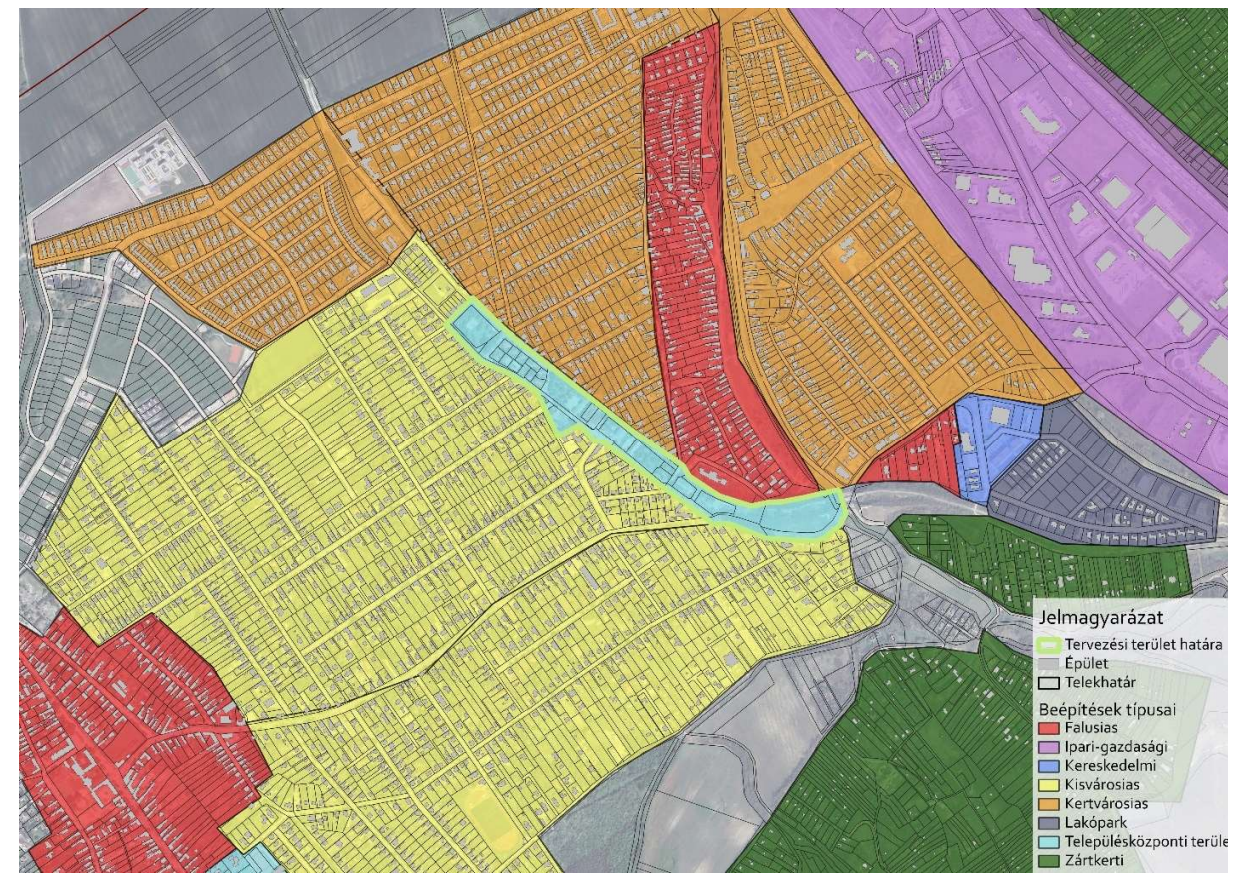 Jelmagyarázat
Tervezési terület határa
Épület
Telekhatár
Beépítések típusai
Falusias
Ipari-gazdasági
Kereskedelmi
Kisvárosias
Kertvárosias
Lakópark
Településközponti terüle
Zártkerti